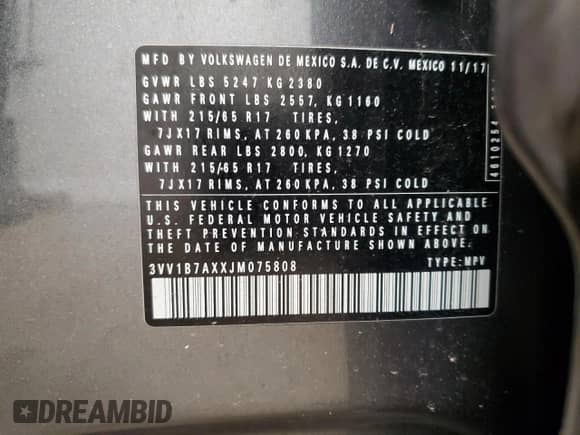 MFD BY VOLKSWAGEN DE MEXICO S.A. DE C.V. MEXICO 11/17
GVWR LBS 5247 KG 2380
GAWR FRONT LBS 2557, KG 1160
WITH 215/65 R17 TIRES,
7JX17 RIMS, AT 260 KPA, 38 PSI COLD
GAWR REAR LBS 2800, KG 1270
WITH 215/65 R17 TIRES,
7JX17 RIMS, AT 260 KPA, 38 PSI COLD
THIS VEHICLE CONFORMS TO ALL APPLICABLE
U.S. FEDERAL MOTOR VEHICLE SAFETY AND
THEFT PREVENTION STANDARDS IN EFFECT ON
THE DATE OF MANUFACTURE SHOWN ABOVE.
3VV1B7AXXJM075808 TYPE: MPV
4610254
DREAMBID